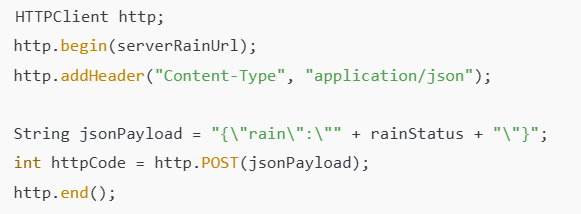 HTTPClient http;
http.begin(serverRainUrl);
http.addHeader("Content-Type", "application/json");
String jsonPayload = "{\"rain\":\"" + rainStatus + "\"}";
int httpCode = http.POST(jsonPayload);
http.end();